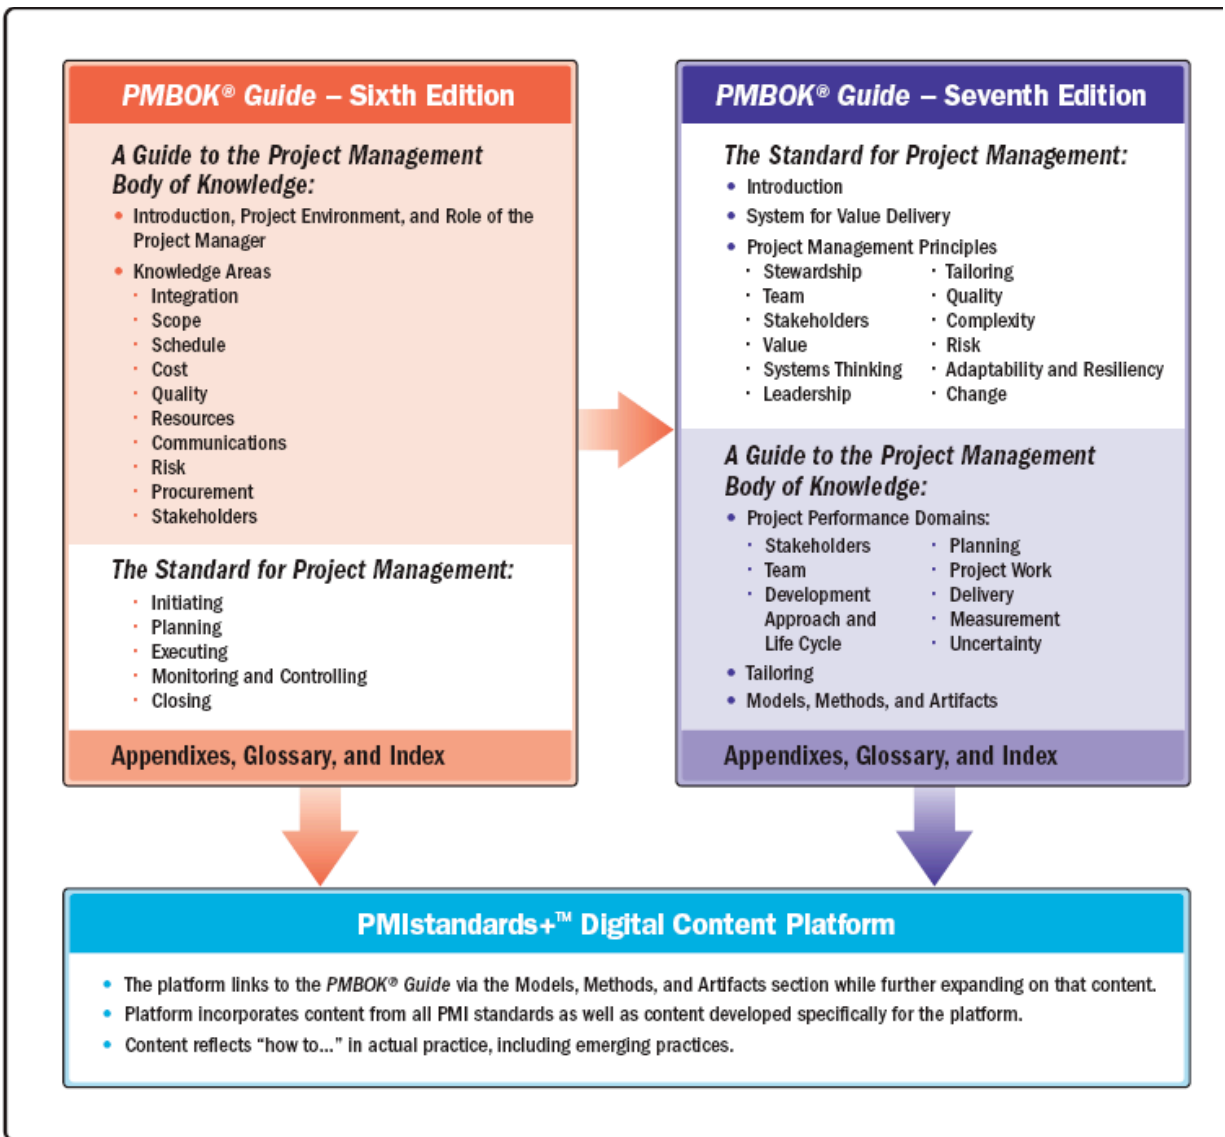 PMBOK® Guide – Sixth Edition
A Guide to the Project Management
Body of Knowledge:
• Introduction, Project Environment, and Role of the
Project Manager
• Knowledge Areas
· Integration
· Scope
· Schedule
· Cost
· Quality
· Resources
· Communications
· Risk
· Procurement
· Stakeholders
The Standard for Project Management:
· Initiating
· Planning
· Executing
· Monitoring and Controlling
· Closing
Appendixes, Glossary, and Index
PMBOK® Guide – Seventh Edition
The Standard for Project Management:
• Introduction
• System for Value Delivery
• Project Management Principles
· Stewardship
· Team
· Stakeholders
· Value
· Systems Thinking
· Leadership
· Tailoring
· Quality
· Complexity
· Risk
· Adaptability and Resiliency
· Change
A Guide to the Project Management
Body of Knowledge:
• Project Performance Domains:
· Stakeholders
· Team
· Development
Approach and
Life Cycle
· Planning
· Project Work
· Delivery
· Measurement
· Uncertainty
• Tailoring
• Models, Methods, and Artifacts
Appendixes, Glossary, and Index
PMIstandards+™ Digital Content Platform
• The platform links to the PMBOK® Guide via the Models, Methods, and Artifacts section while further expanding on that content.
• Platform incorporates content from all PMI standards as well as content developed specifically for the platform.
• Content reflects “how to...” in actual practice, including emerging practices.